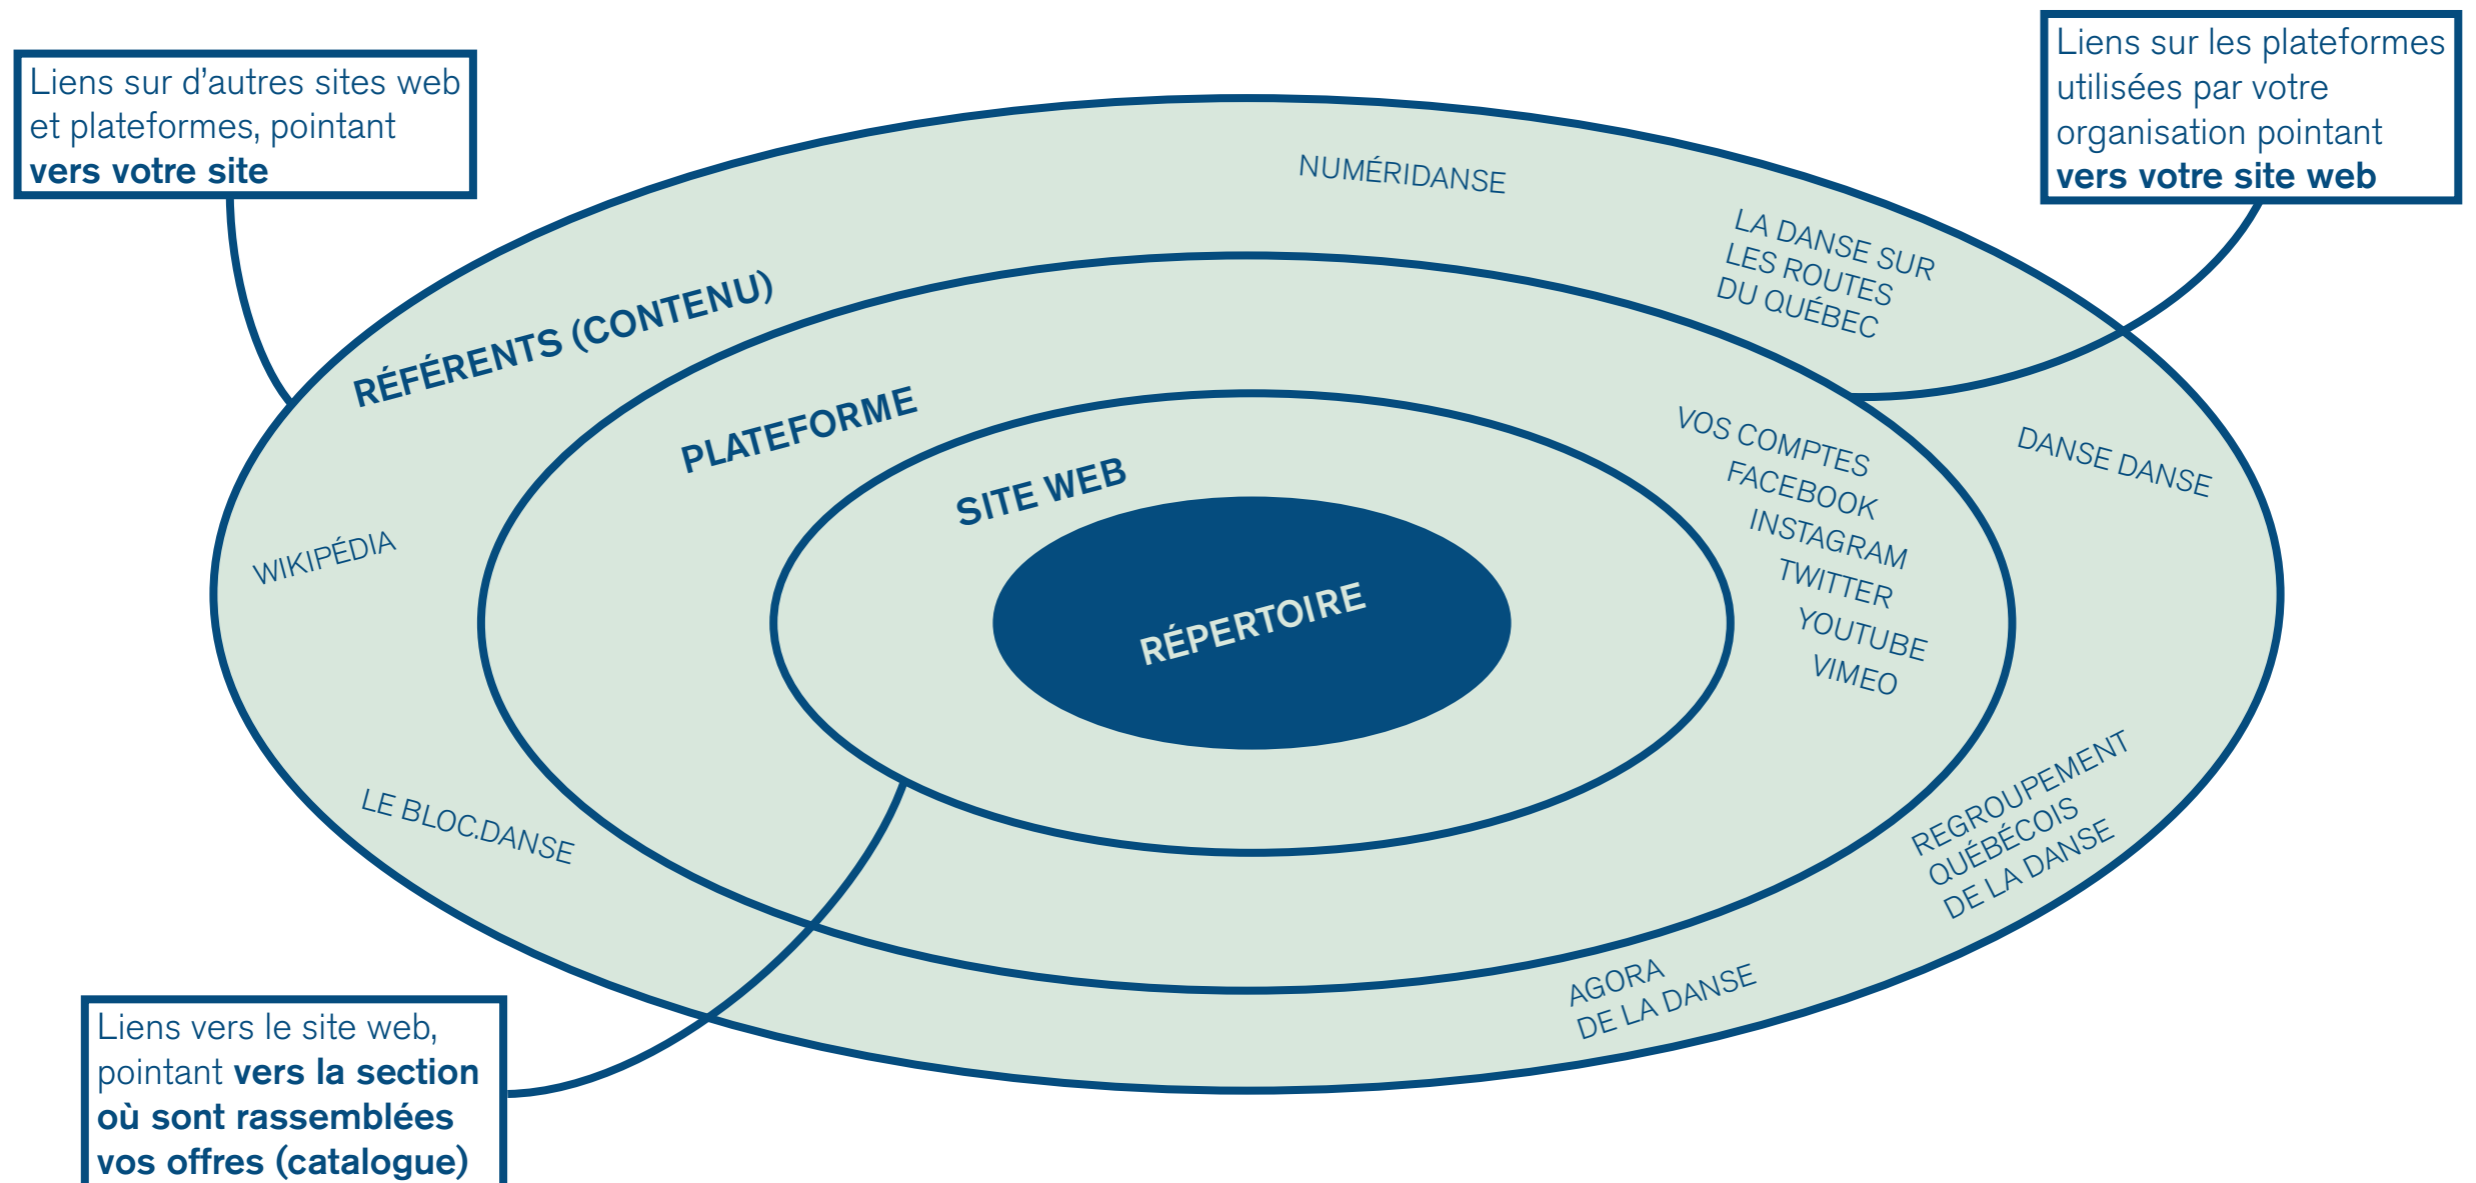 Liens sur d’autres sites web
et plateformes, pointant
vers votre site
Liens sur les plateformes
utilisées par votre
organisation pointant
vers votre site web
NUMÉRIDANSE
LA DANSE SUR
LES ROUTES
DU QUÉBEC
RÉFÉRENTS (CONTENU)
PLATEFORME
SITE WEB
RÉPERTOIRE
VOS COMPTES
FACEBOOK
INSTAGRAM
TWITTER
YOUTUBE
VIMEO
DANSE DANSE
WIKIPÉDIA
LE BLOC.DANSE
REGROUPEMENT
QUÉBÉCOIS
DE LA DANSE
AGORA
DE LA DANSE
Liens vers le site web,
pointant vers la section
où sont rassemblées
vos offres (catalogue)